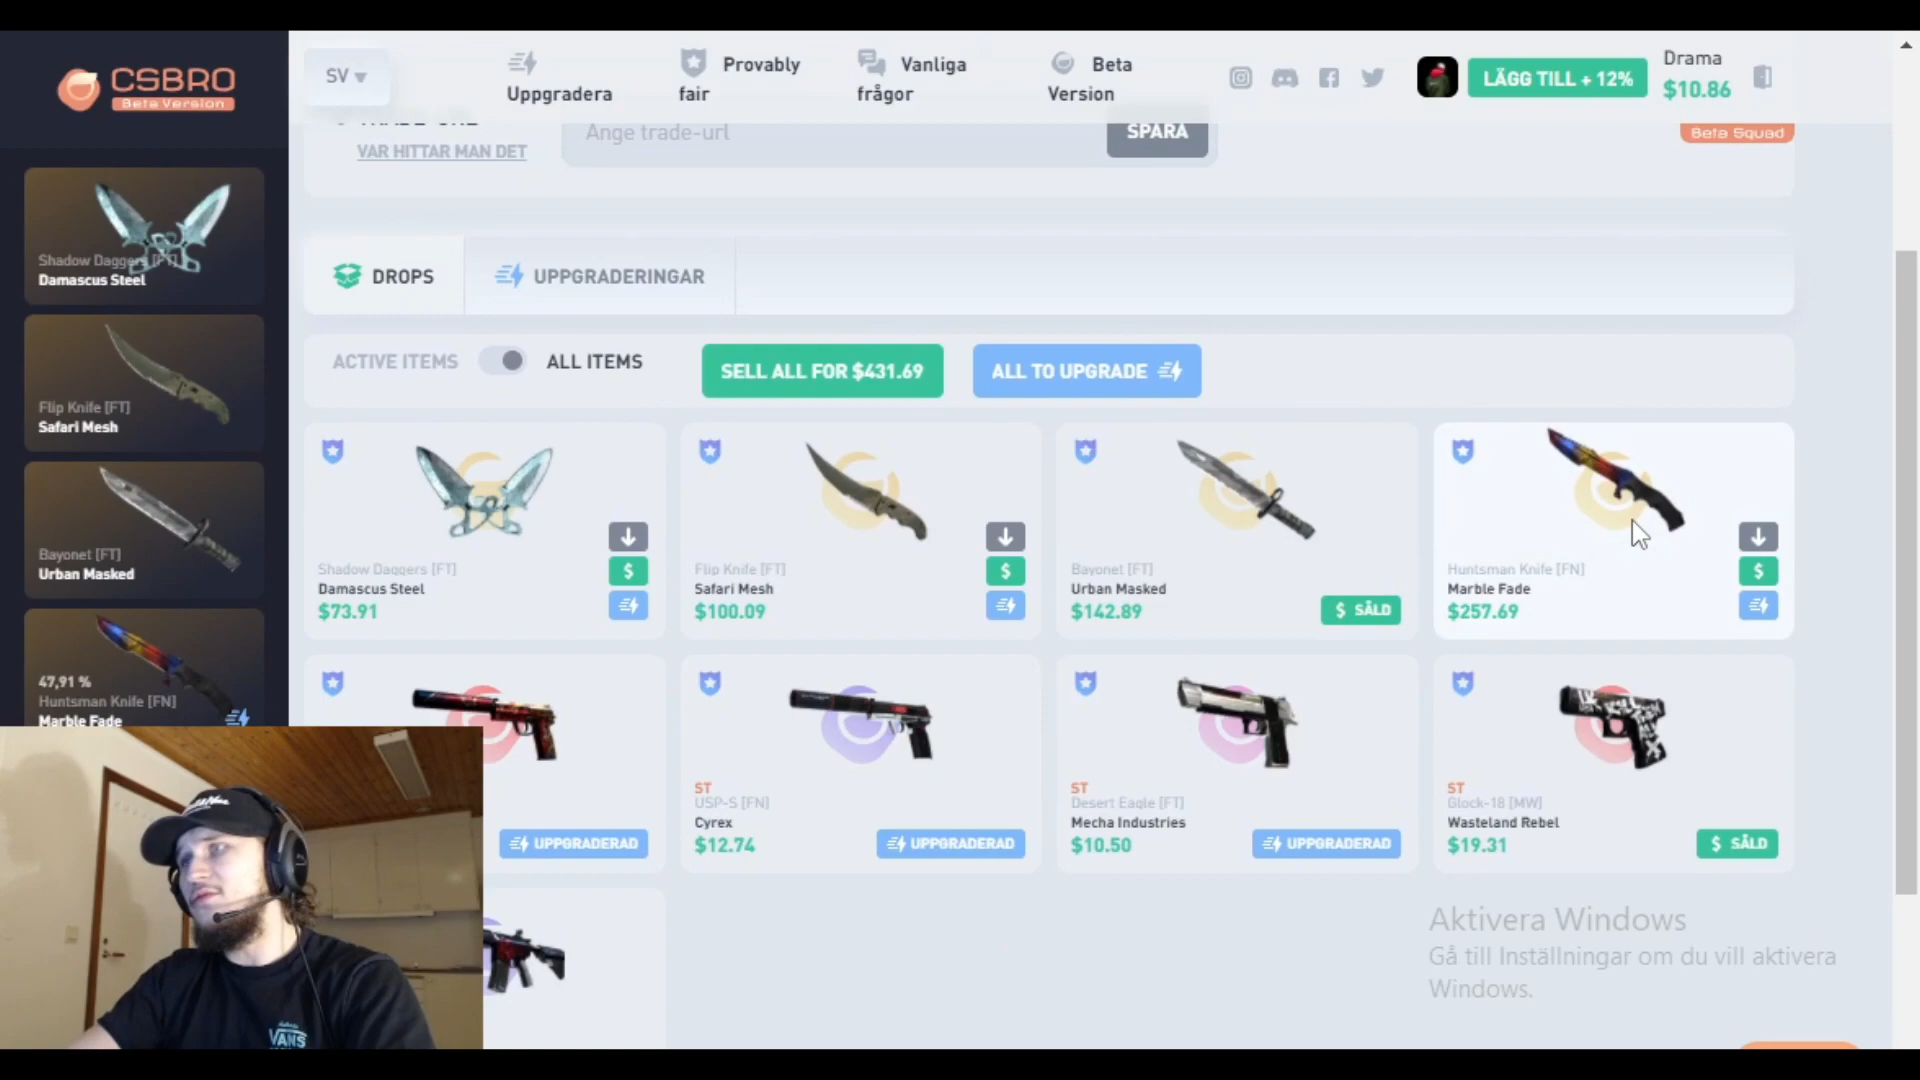 CSBRO
Beta Version
SV
Uppgradera
Provably
fair
Vanliga
frågor
Beta
Version
LÄGG TILL + 12%
Drama
$10.86
Ange trade-url
SPARA
VAR HITTAR MAN DET
Beta Squad
DROPS
UPPGRADERINGAR
ACTIVE ITEMS
ALL ITEMS
SELL ALL FOR $431.69
ALL TO UPGRADE
Shadow Daggers [FT]
Damascus Steel
Flip Knife [FT]
Safari Mesh
Bayonet [FT]
Urban Masked
47,91 %
Huntsman Knife [FN]
Marble Fade
Shadow Daggers [FT]
Damascus Steel
$73.91
Flip Knife [FT]
Safari Mesh
$100.09
Bayonet [FT]
Urban Masked
$142.89
$ SÅLD
Huntsman Knife [FN]
Marble Fade
$257.69
UPPGRADERAD
ST
USP-S [FN]
Cyrex
$12.74
UPPGRADERAD
ST
Desert Eagle [FT]
Mecha Industries
$10.50
UPPGRADERAD
ST
Glock-18 [MW]
Wasteland Rebel
$19.31
$ SÅLD
Aktivera Windows
Gå till Inställningar om du vill aktivera
Windows.
VANS